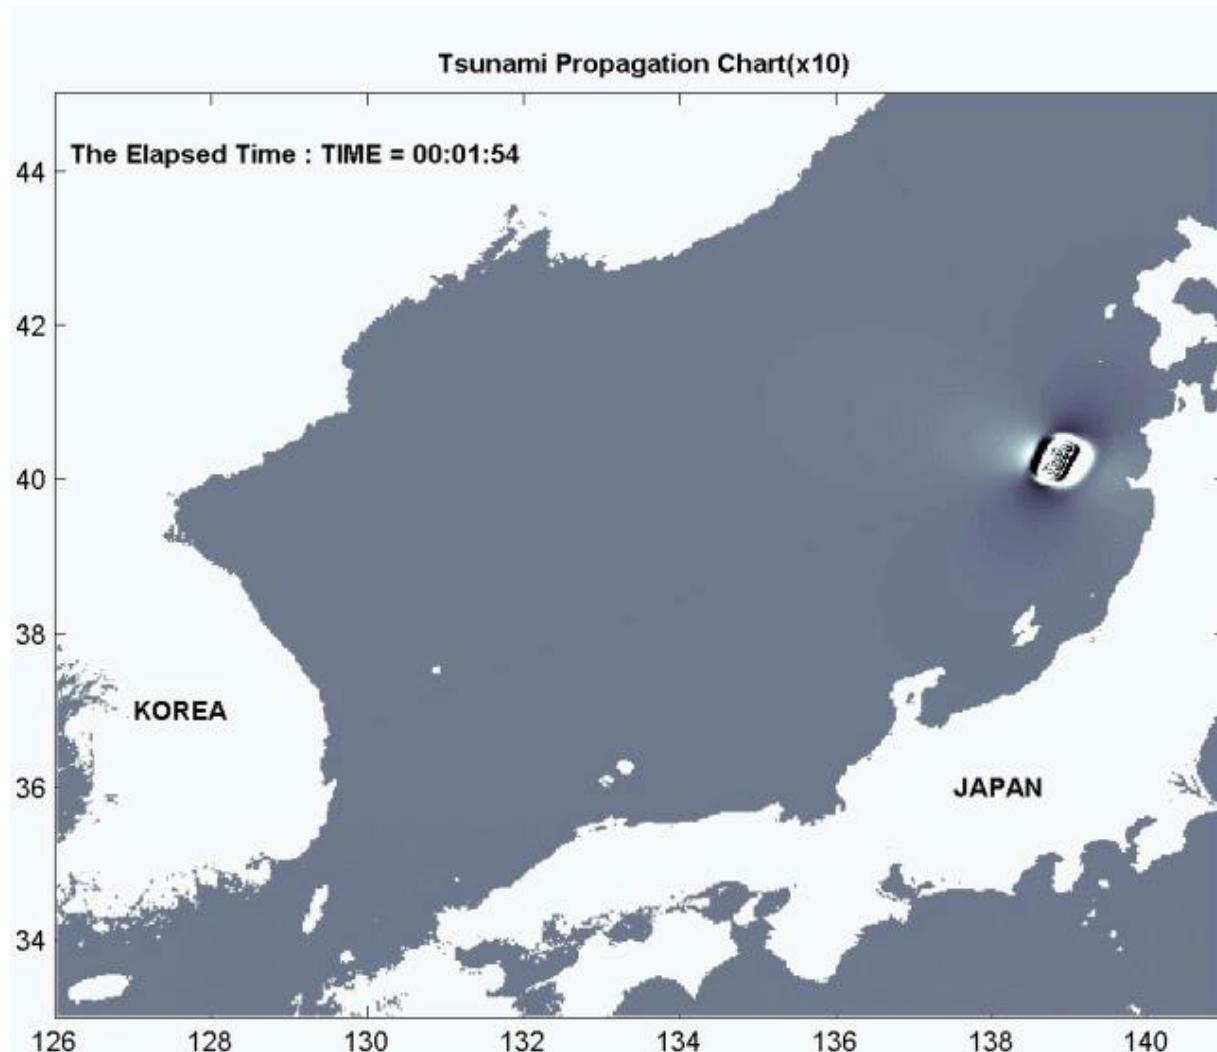 Tsunami Propagation Chart(x10)
The Elapsed Time : TIME = 00:01:54
44
42
40
38
KOREA
36
JAPAN
34
126 128 130 132 134 136 138 140